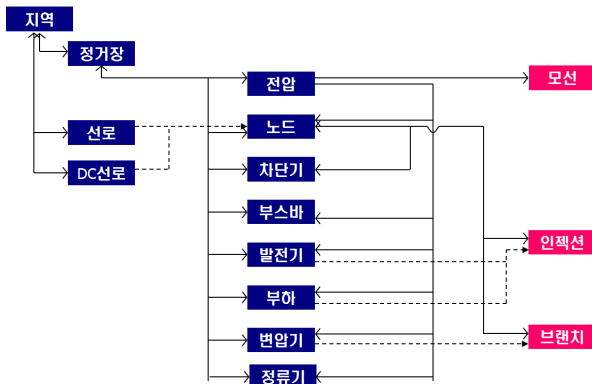 지역
정거장
전압
모선
선로
노드
DC선로
차단기
부스바
발전기
인젝션
부하
변압기
브랜치
정류기